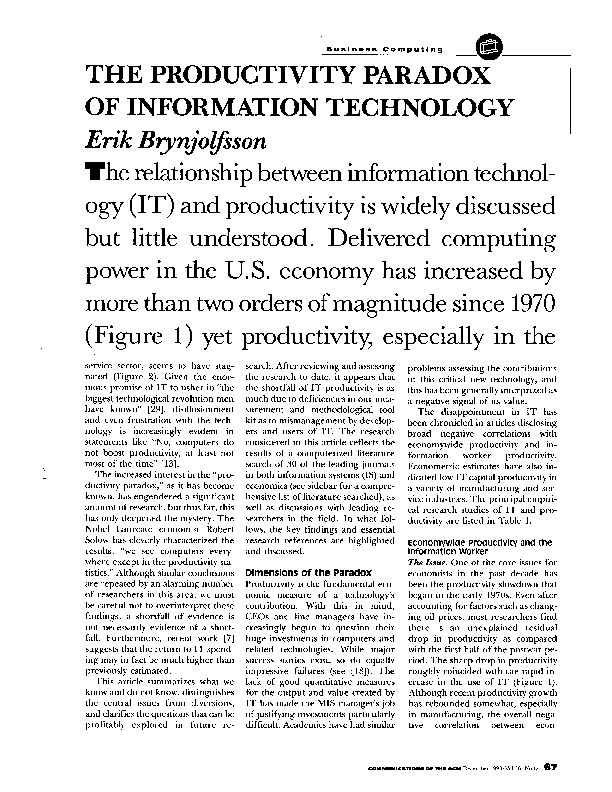 Business Computing
THE PRODUCTIVITY PARADOX
OF INFORMATION TECHNOLOGY
Erik Brynjolfsson
The relationship between information technol-
ogy (IT) and productivity is widely discussed
but little understood. Delivered computing
power in the U.S. economy has increased by
more than two orders of magnitude since 1970
(Figure 1) yet productivity, especially in the
service sector, seems to have stag-
nated (Figure 2). Given the enor-
mous promise of IT to usher in "the
biggest technological revolution men
have known" [29], disillusionment
and even frustration with the tech-
nology is increasingly evident in
statements like "No, computers do
not boost productivity, at least not
most of the time" [13].
The increased interest in the "pro-
ductivity paradox," as it has become
known, has engendered a significant
amount of research, but thus far, this
has only deepened the mystery. The
Nobel Laureate economist Robert
Solow has cleverly characterized the
results: "we see computers every-
where except in the productivity sta-
tistics." Although similar conclusions
are repeated by an alarming number
of researchers in this area, we must
be careful not to overinterpret these
findings; a shortfall of evidence is
not necessarily evidence of a short-
fall. Furthermore, recent work [7]
suggests that the return to IT spend-
ing may in fact be much higher than
previously estimated.
This article summarizes what we
know and do not know, distinguishes
the central issues from diversions,
and clarifies the questions that can be
profitably explored in future re-
search. After reviewing and assessing
the research to date, it appears that
the shortfall of IT productivity is as
much due to deficiencies in our mea-
surement and methodological tool
kit as to mismanagement by develop-
ers and users of IT. The research
considered in this article reflects the
results of a computerized literature
search of 30 of the leading journals
in both information systems (IS) and
economics (see sidebar for a compre-
hensive list of literature searched), as
well as discussions with leading re-
searchers in the field. In what fol-
lows, the key findings and essential
research references are highlighted
and discussed.
Dimensions of the Paradox
Productivity is the fundamental eco-
nomic measure of a technology's
contribution. With this in mind,
CEOs and line managers have in-
creasingly begun to question their
huge investments in computers and
related technologies. While major
success stories exist, so do equally
impressive failures (see [18]). The
lack of good quantitative measures
for the output and value created by
IT has made the MIS manager's job
of justifying investments particularly
difficult. Academics have had similar
problems assessing the contributions
of this critical new technology, and
this has been generally interpreted as
a negative signal of its value.
The disappointment in IT has
been chronicled in articles disclosing
broad negative correlations with
economywide productivity and in-
formation worker productivity.
Econometric estimates have also in-
dicated low IT capital productivity in
a variety of manufacturing and ser-
vice industries. The principal empiri-
cal research studies of IT and pro-
ductivity are listed in Table 1.
Economywide Productivity and the
Information Worker
The Issue. One of the core issues for
economists in the past decade has
been the productivity slowdown that
began in the early 1970s. Even after
accounting for factors such as chang-
ing oil prices, most researchers find
there is an unexplained residual
drop in productivity as compared
with the first half of the postwar pe-
riod. The sharp drop in productivity
roughly coincided with the rapid in-
crease in the use of IT (Figure 1).
Although recent productivity growth
has rebounded somewhat, especially
in manufacturing, the overall nega-
tive correlation between econ-
COMMUNICATIONS OF THE ACM December 1993 67